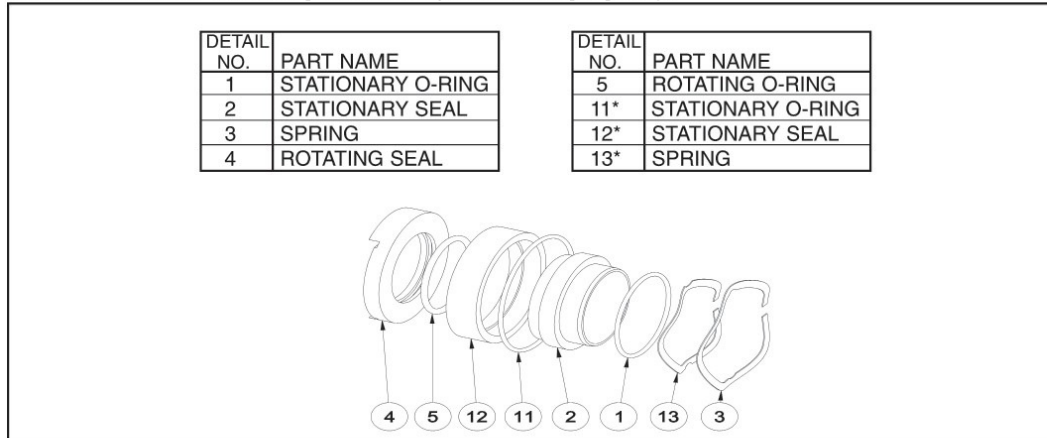 DETAIL NO. PART NAME
1 STATIONARY O-RING
2 STATIONARY SEAL
3 SPRING
4 ROTATING SEAL
DETAIL NO. PART NAME
5 ROTATING O-RING
11* STATIONARY O-RING
12* STATIONARY SEAL
13* SPRING
4 5 12 11 2 1 13 3